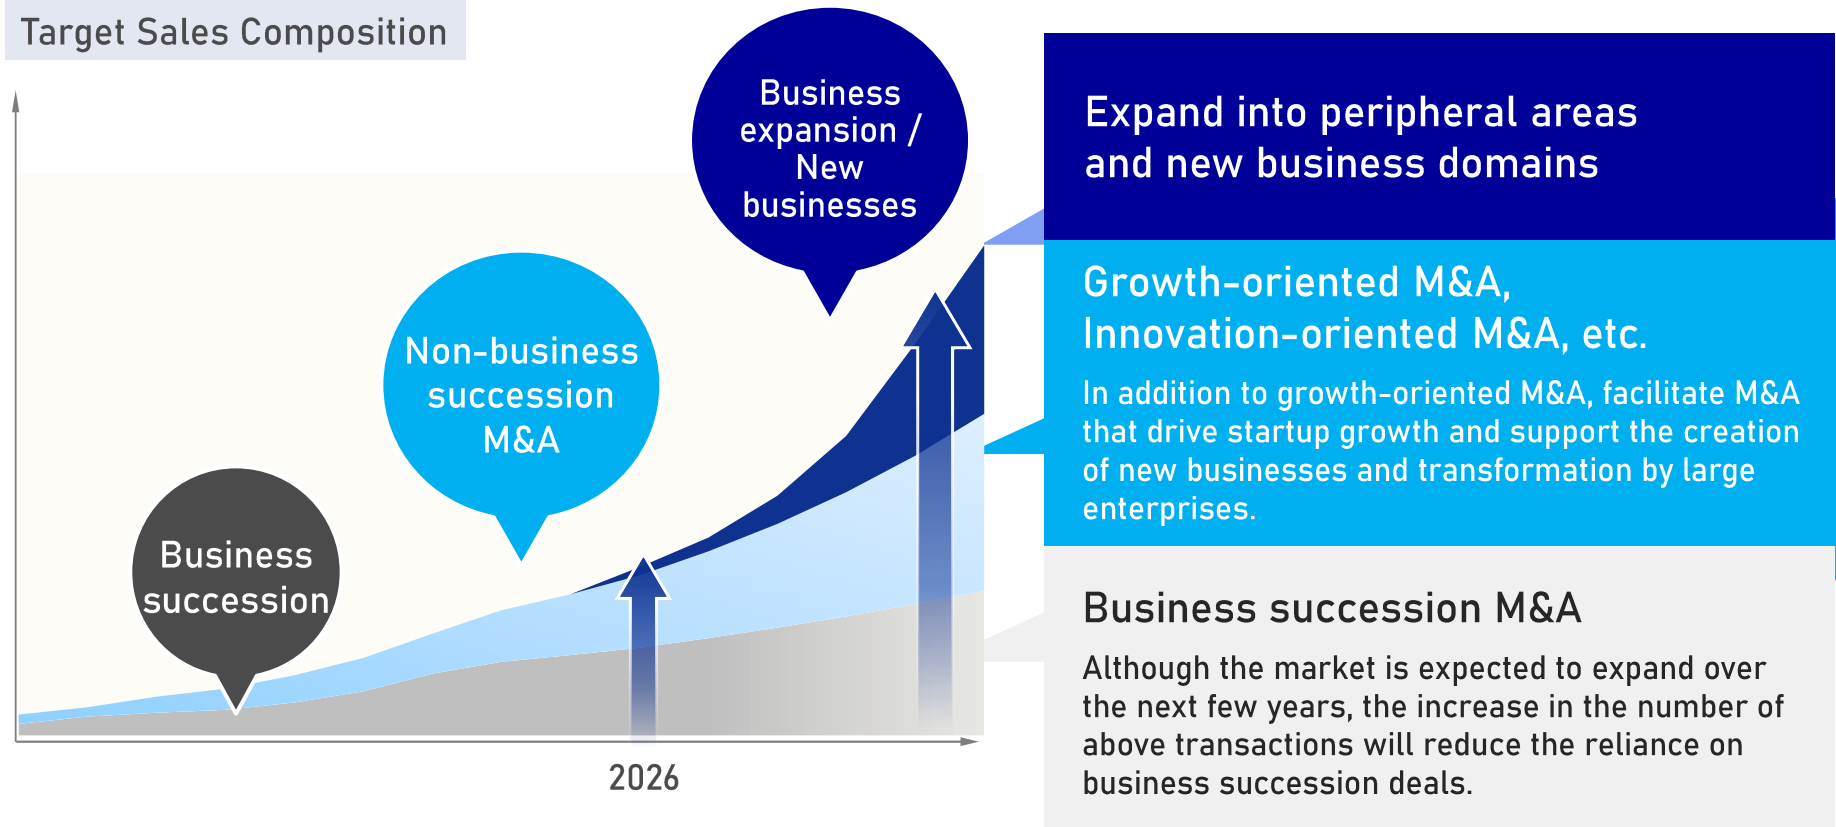 Target Sales Composition
Business
expansion /
New
businesses
Non-business
succession
M&A
Business
succession
2026
Expand into peripheral areas
and new business domains
Growth-oriented M&A,
Innovation-oriented M&A, etc.
In addition to growth-oriented M&A, facilitate M&A
that drive startup growth and support the creation
of new businesses and transformation by large
enterprises.
Business succession M&A
Although the market is expected to expand over
the next few years, the increase in the number of
above transactions will reduce the reliance on
business succession deals.